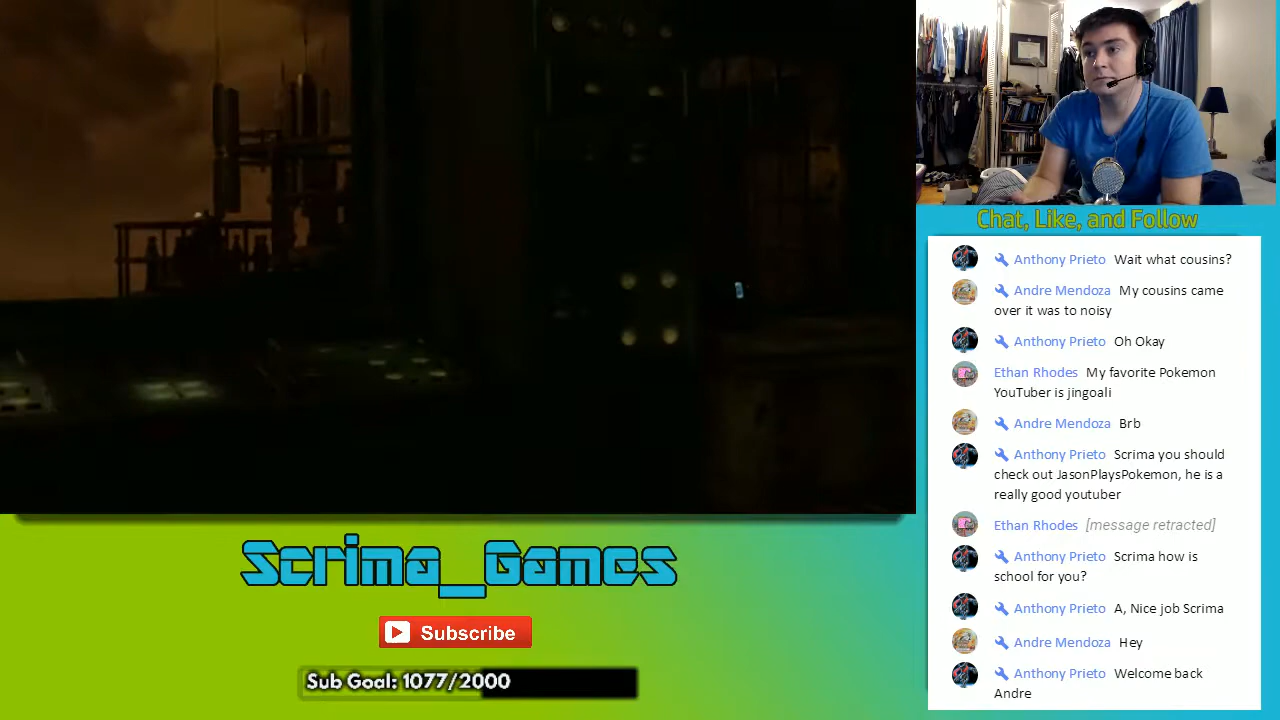 Chat, Like, and Follow
Anthony Prieto Wait what cousins?
Andre Mendoza My cousins came
over it was to noisy
Anthony Prieto Oh Okay
Ethan Rhodes My favorite Pokemon
YouTuber is jingoali
Andre Mendoza Brb
Anthony Prieto Scrima you should
check out JasonPlaysPokemon, he is a
really good youtuber
Ethan Rhodes [message retracted]
Anthony Prieto Scrima how is
school for you?
Anthony Prieto A, Nice job Scrima
Andre Mendoza Hey
Anthony Prieto Welcome back
Andre
Scrima_Games
Subscribe
Sub Goal: 1077/2000